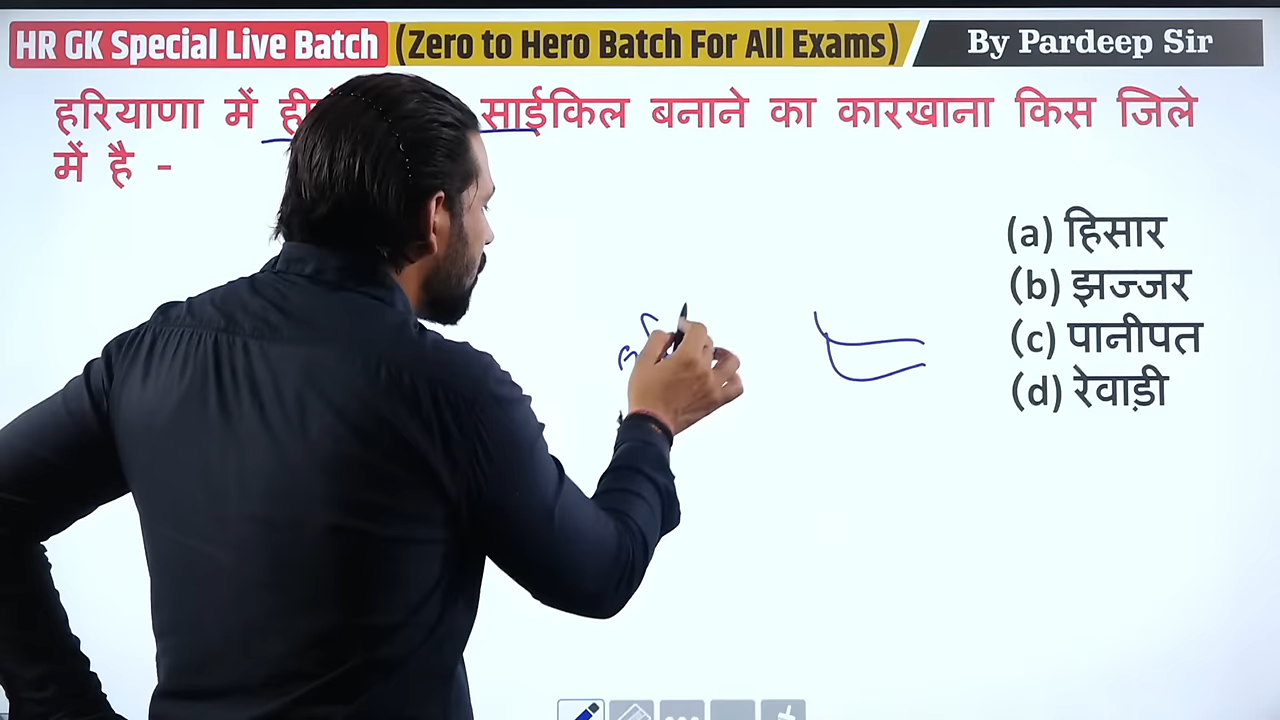 HR GK Special Live Batch (Zero to Hero Batch For All Exams) By Pardeep Sir
हरियाणा में साईकिल बनाने का कारखाना किस जिले
में है -
(a) हिसार
(b) झज्जर
(c) पानीपत
(d) रेवाड़ी